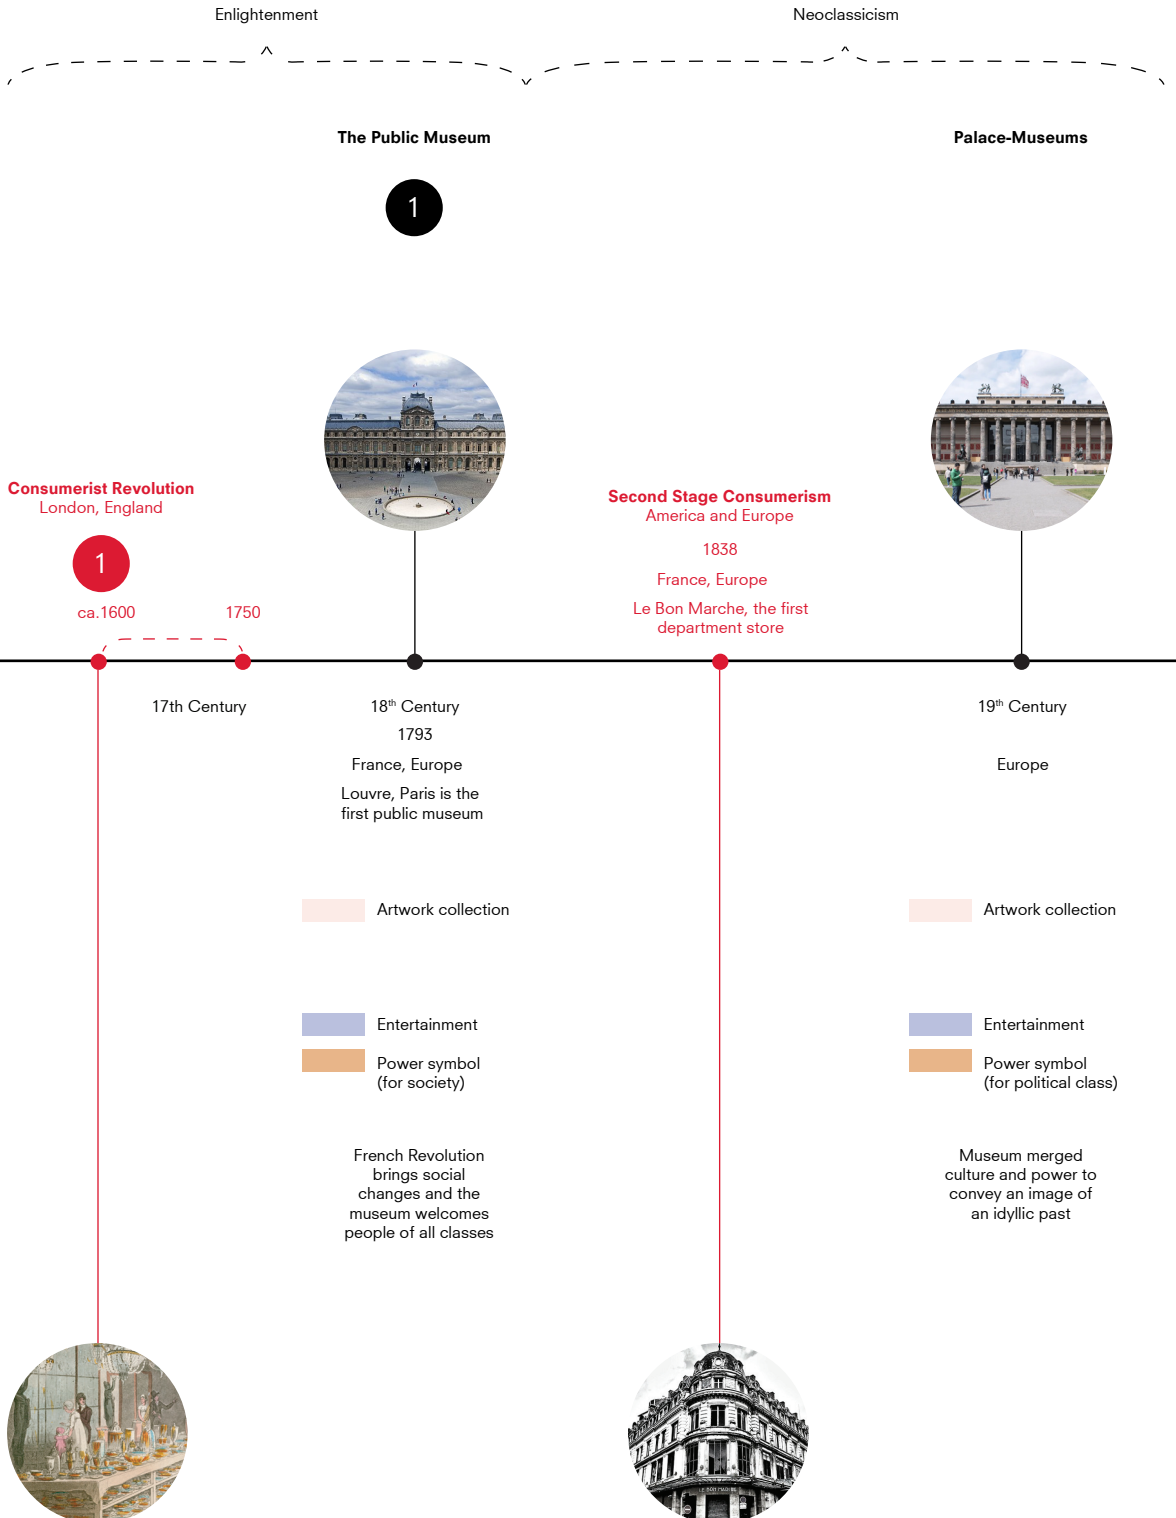 Enlightenment
Neoclassicism
The Public Museum
Palace-Museums
1
Consumerist Revolution
London, England
1
ca.1600
1750
Second Stage Consumerism
America and Europe
1838
France, Europe
Le Bon Marche, the first
department store
17th Century
18th Century
1793
France, Europe
Louvre, Paris is the
first public museum
19th Century
Europe
Artwork collection
Entertainment
Power symbol
(for society)
French Revolution
brings social
changes and the
museum welcomes
people of all classes
Artwork collection
Entertainment
Power symbol
(for political class)
Museum merged
culture and power to
convey an image of
an idyllic past
LE BON MARCHE